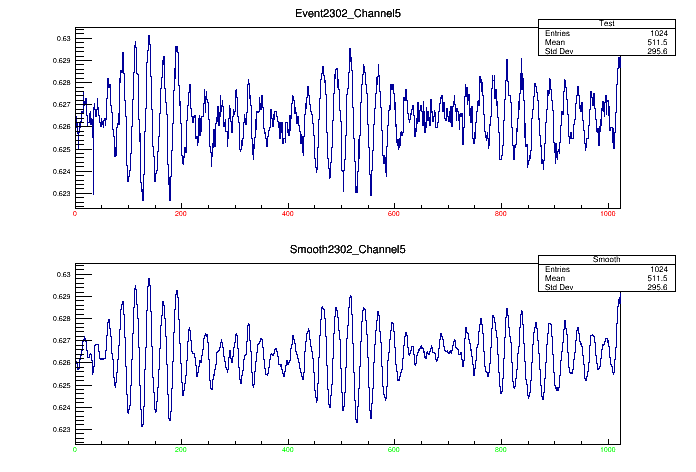 Event2302_Channel5
Test
Entries 1024
Mean 511.5
Std Dev 295.6
0.63
0.629
0.628
0.627
0.626
0.625
0.624
0.623
0 200 400 600 800 1000
Smooth2302_Channel5
Smooth
Entries 1024
Mean 511.5
Std Dev 295.6
0.63
0.629
0.628
0.627
0.626
0.625
0.624
0.623
0 200 400 600 800 1000